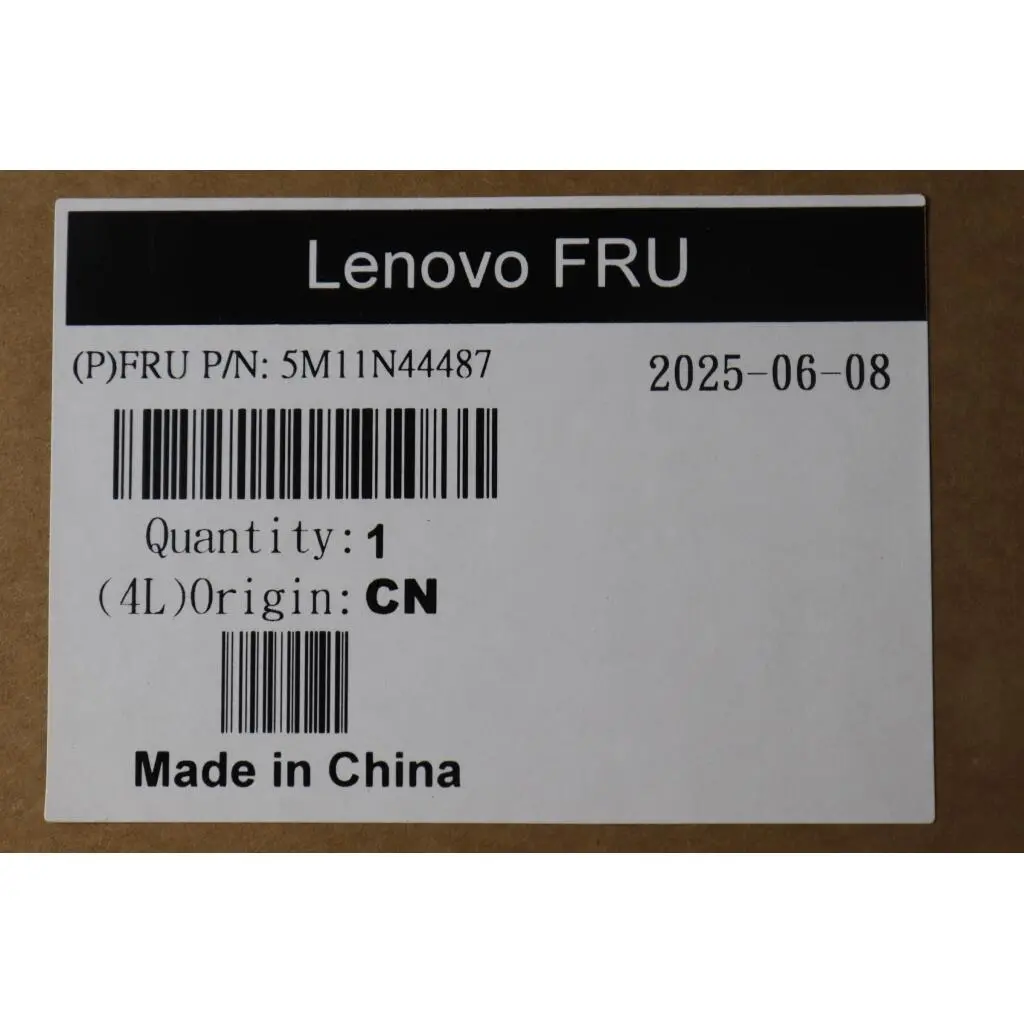 Lenovo FRU
(P)FRU P/N: 5M11N44487
2025-06-08
Quantity: 1
(4L)Origin: CN
Made in China